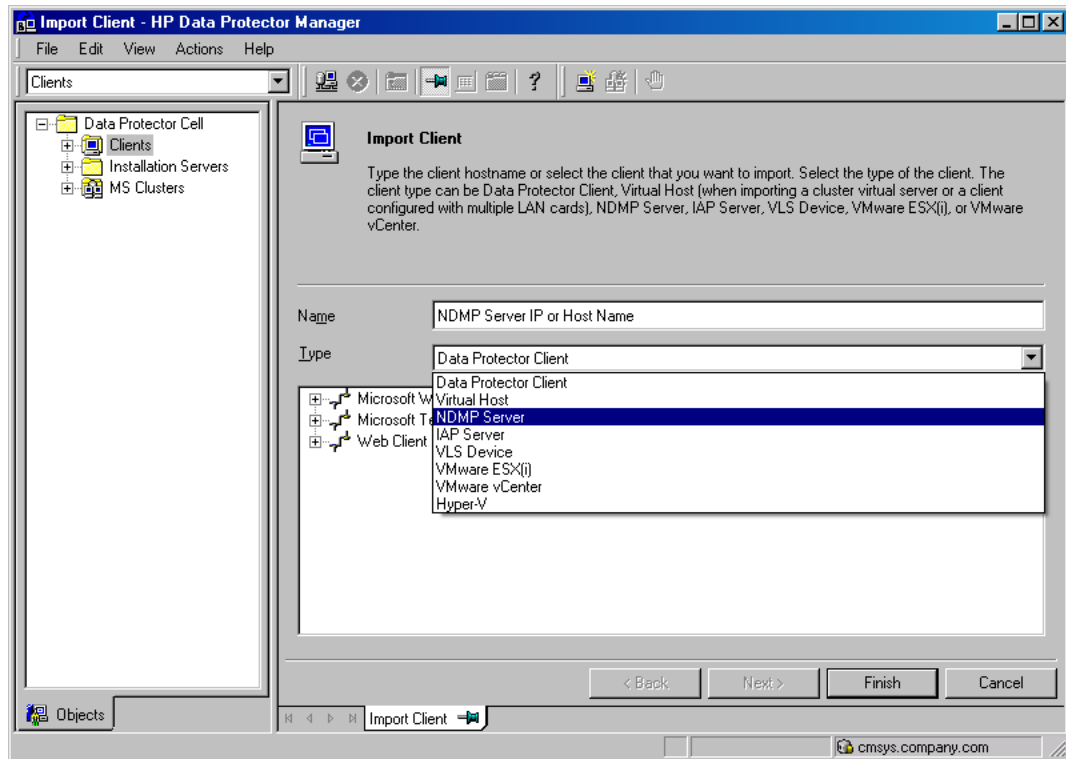 Import Client - HP Data Protector Manager
File Edit View Actions Help
Clients
Data Protector Cell
Clients
Installation Servers
MS Clusters
Import Client
Type the client hostname or select the client that you want to import. Select the type of the client. The
client type can be Data Protector Client, Virtual Host (when importing a cluster virtual server or a client
configured with multiple LAN cards), NDMP Server, IAP Server, VLS Device, VMware ESX(i), or VMware
vCenter.
Name NDMP Server IP or Host Name
Type Data Protector Client
Data Protector Client
Microsoft W Virtual Host
Microsoft Te NDMP Server
Web Client IAP Server
VLS Device
VMware ESX(i)
VMware vCenter
Hyper-V
< Back Next > Finish Cancel
Objects
Import Client
cmsys.company.com